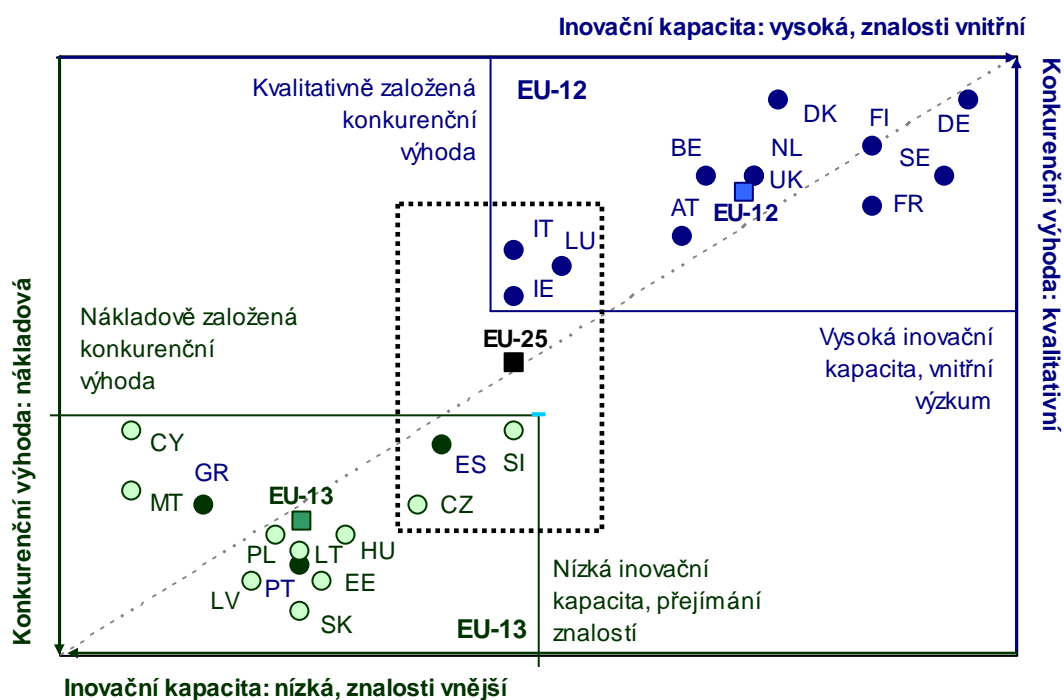 Inovační kapacita: vysoká, znalosti vnitřní
Kvalitativně založená
konkurenční
výhoda
EU-12
DK
FI
DE
BE
NL
SE
UK
AT
EU-12
FR
IT
LU
IE
Konkurenční výhoda: kvalitativní
Konkurenční výhoda: nákladová
Nákladově založená
konkurenční
výhoda
EU-25
Vysoká inovační
kapacita, vnitřní
výzkum
CY
GR
ES
SI
MT
EU-13
CZ
PL
LT
HU
LV
PT
EE
SK
EU-13
Nízká inovační
kapacita, přejímání
znalostí
Inovační kapacita: nízká, znalosti vnější